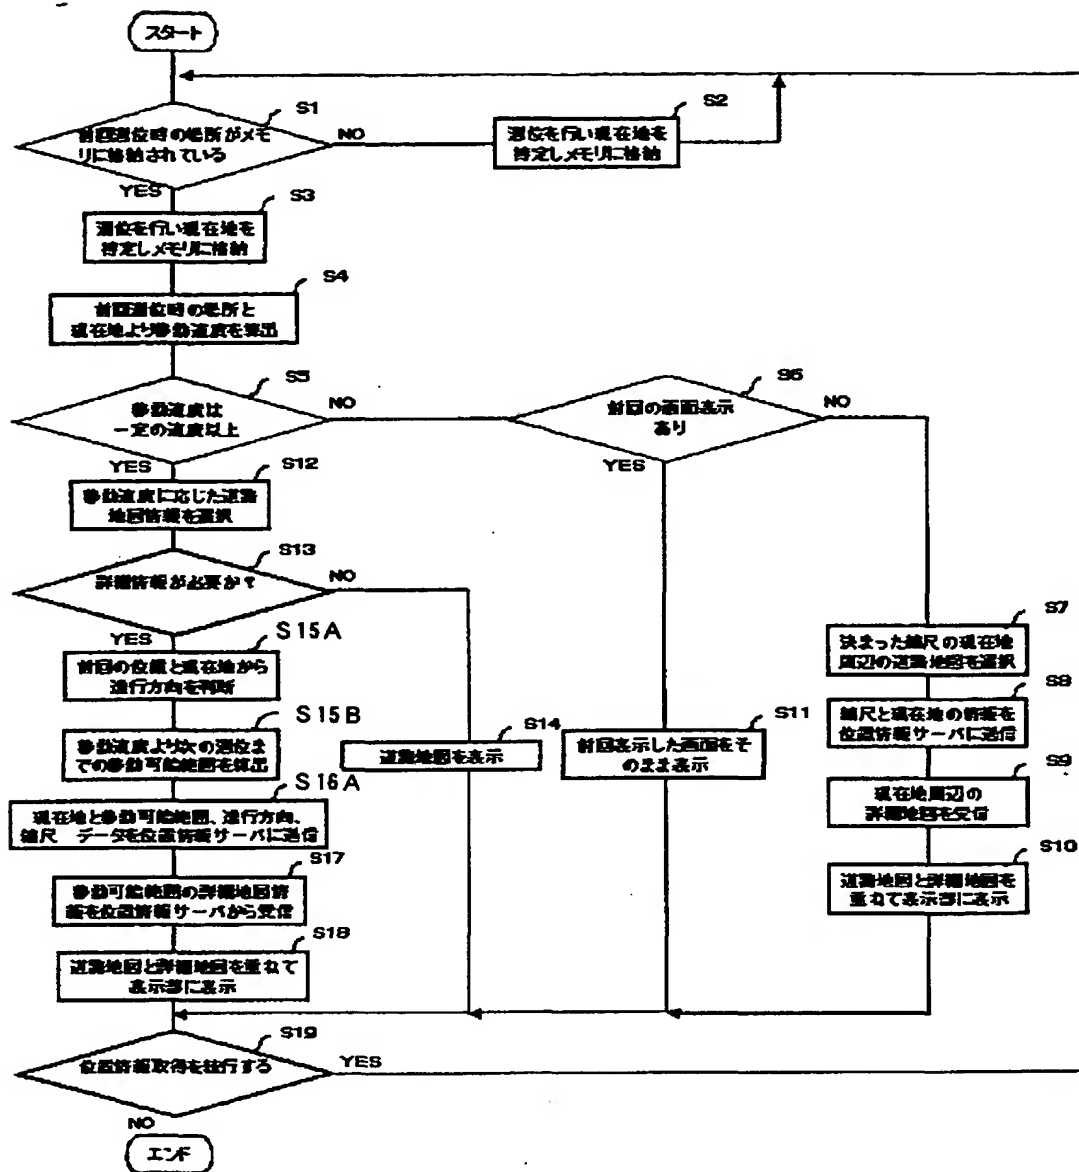 スタート
S1
前回測位時の場所がメモ
リに格納されている
NO
YES
S2
測位を行い現在地を
特定しメモリに格納
S3
測位を行い現在地を
特定しメモリに格納
S4
前回測位時の場所と
現在地より移動速度を算出
S5
移動速度は
一定の速度以上
NO
YES
S6
前回の画面表示
あり
NO
YES
S12
移動速度に応じた道路
地図情報を選択
S13
詳細情報が必要か?
NO
YES
S7
決まった縮尺の現在地
周辺の道路地図を選択
S15A
前回の位置と現在地から
進行方向を判断
S8
縮尺と現在地の情報を
位置情報サーバに送信
S15B
移動速度より次の測位ま
での移動可能範囲を算出
S14
道路地図を表示
S11
前回表示した画面をそ
のまま表示
S9
現在地周辺の
詳細地図を受信
S16A
現在地と移動可能範囲、進行方向、
縮尺 データを位置情報サーバに送信
S17
移動可能範囲の詳細地図情
報を位置情報サーバから受信
S10
道路地図と詳細地図を
重ねて表示部に表示
S18
道路地図と詳細地図を重ねて
表示部に表示
S19
位置情報取得を続行する
YES
NO
エンド